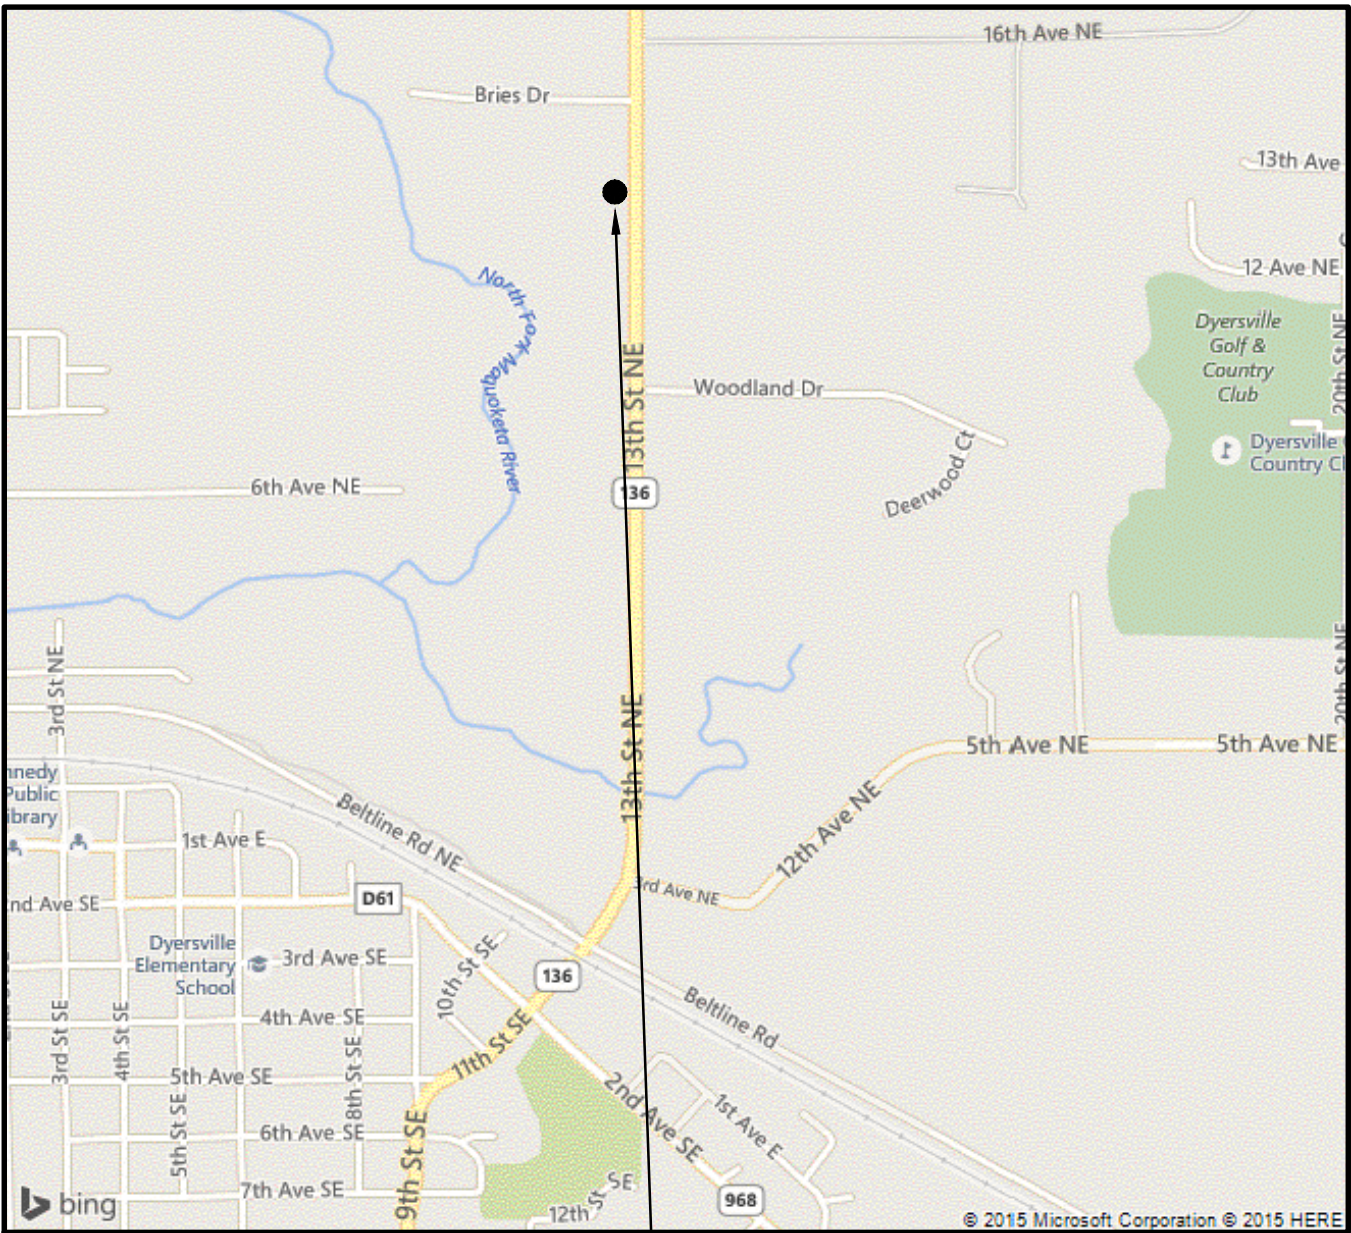 16th Ave NE
Bries Dr
13th Ave
12 Ave NE
North Fork Maquoketa River
Dyersville
Golf &
Country
Club
20th St NE
13th St NE
Woodland Dr
Dyersville
Country Cl
Deerwood Ct
6th Ave NE
136
3rd St NE
20th St NE
13th St NE
5th Ave NE
5th Ave NE
nnedy
Public
ibrary
Beltline Rd NE
12th Ave NE
1st Ave E
3rd Ave NE
D61
nd Ave SE
Dyersville
Elementary
School
3rd Ave SE
10th St SE
136
Beltline Rd
3rd St SE
4th St SE
4th Ave SE
11th St SE
8th St SE
5th Ave SE
2nd Ave SE
1st Ave E
5th St SE
6th Ave SE
9th St SE
7th Ave SE
12th St SE
968
bing
© 2015 Microsoft Corporation © 2015 HERE